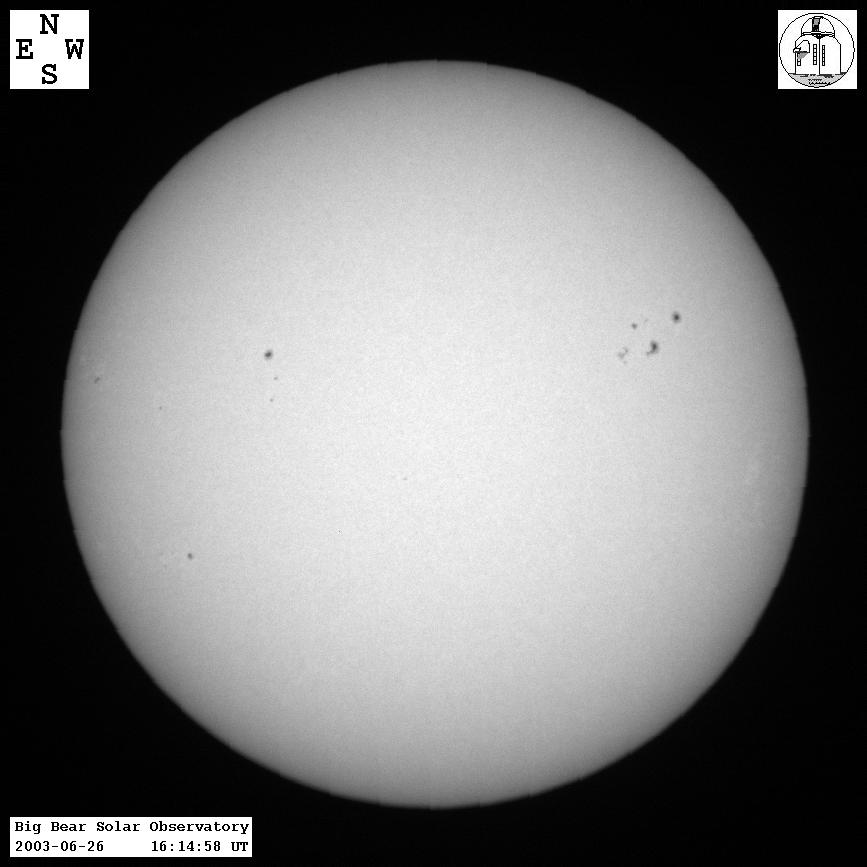 N
E W
S
Big Bear Solar Observatory
2003-06-26 16:14:58 UT